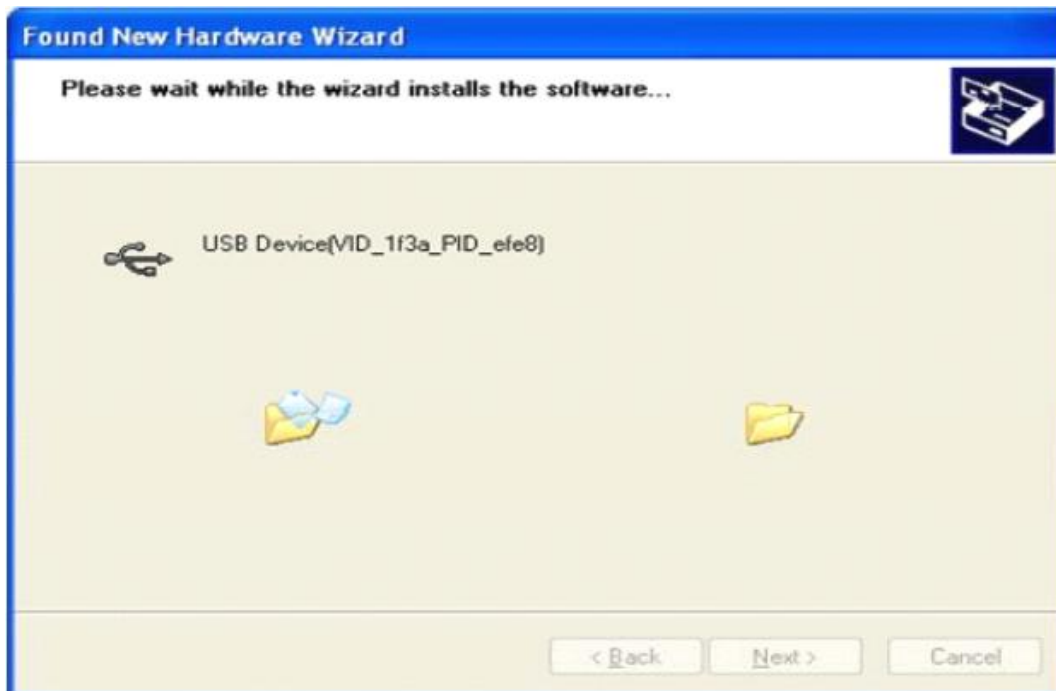 Found New Hardware Wizard
Please wait while the wizard installs the software...
USB Device(VID_1f3a_PID_efe8)
< Back
Next >
Cancel